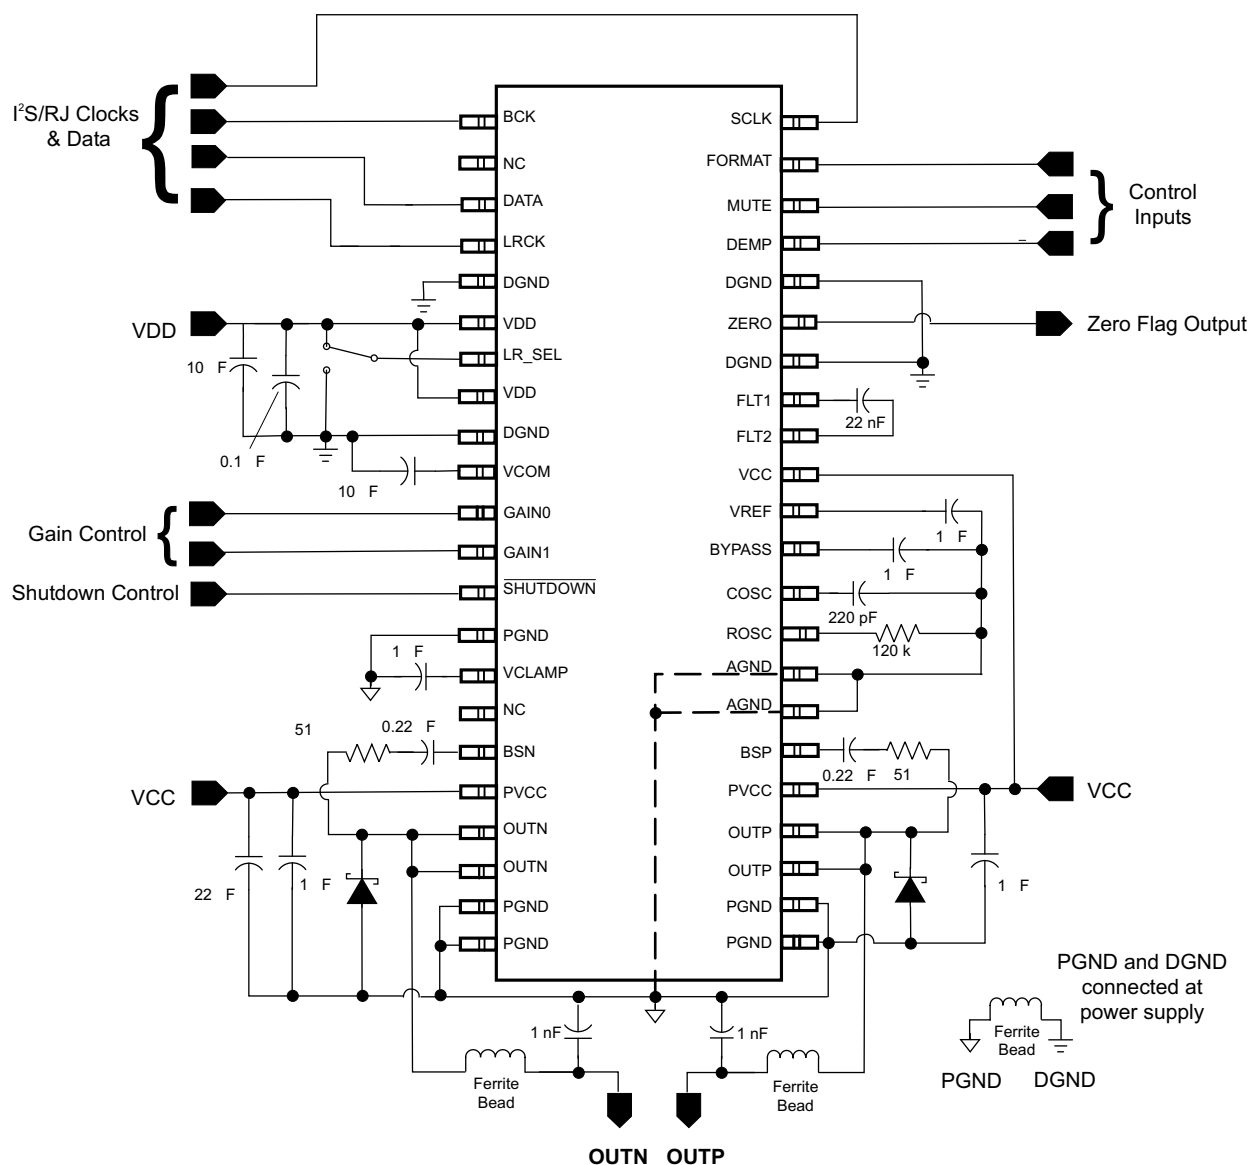 I²S/RJ Clocks
& Data
BCK
NC
DATA
LRCK
DGND
VDD
LR_SEL
VDD
DGND
VCOM
GAIN0
GAIN1
SHUTDOWN
PGND
VCLAMP
NC
BSN
PVCC
OUTN
OUTN
PGND
PGND
SCLK
FORMAT
MUTE
DEMP
DGND
ZERO
DGND
FLT1
FLT2
VCC
VREF
BYPASS
COSC
ROSC
AGND
AGND
BSP
PVCC
OUTP
OUTP
PGND
PGND
Control
Inputs
Zero Flag Output
VDD
10 F
0.1 F
10 F
Gain Control
Shutdown Control
1 F
51
0.22 F
VCC
22 F
1 F
22 nF
1 F
1 F
220 pF
120 k
0.22 F
51
VCC
1 F
1 nF
1 nF
Ferrite
Bead
Ferrite
Bead
OUTN
OUTP
PGND and DGND
connected at
power supply
Ferrite
Bead
PGND
DGND